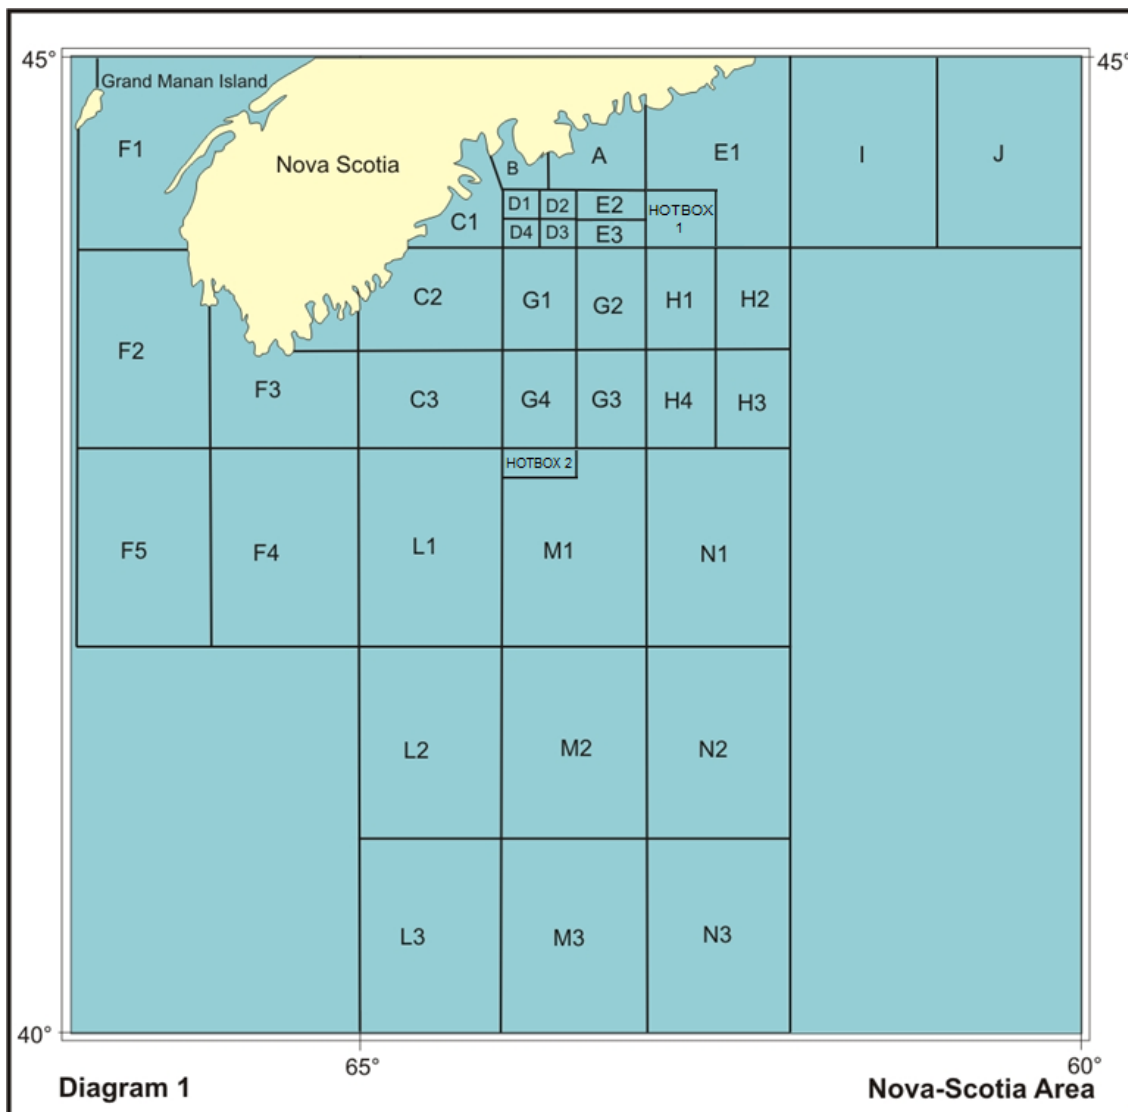 45°
45°
Grand Manan Island
F1
Nova Scotia
B
A
E1
I
J
C1
D1
D2
E2
HOTBOX
1
D4
D3
E3
C2
G1
G2
H1
H2
F2
F3
C3
G4
G3
H4
H3
HOTBOX 2
F5
F4
L1
M1
N1
L2
M2
N2
L3
M3
N3
40°
65°
60°
Diagram 1
Nova-Scotia Area